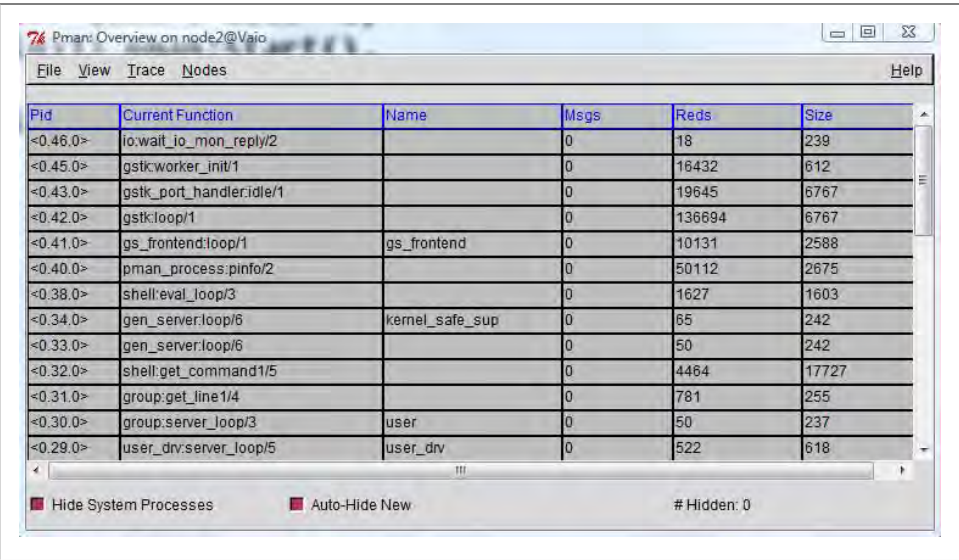 Pman: Overview on node2@Vaio
File View Trace Nodes Help
Pid Current Function Name Msgs Reds Size
<0.46.0> io:wait_io_mon_reply/2 0 18 239
<0.45.0> gstk:worker_init/1 0 16432 612
<0.43.0> gstk_port_handler:idle/1 0 19645 6767
<0.42.0> gstk:loop/1 0 136694 6767
<0.41.0> gs_frontend:loop/1 gs_frontend 0 10131 2588
<0.40.0> pman_process:pinfo/2 0 50112 2675
<0.38.0> shell:eval_loop/3 0 1627 1603
<0.34.0> gen_server:loop/6 kernel_safe_sup 0 65 242
<0.33.0> gen_server:loop/6 0 50 242
<0.32.0> shell:get_command1/5 0 4464 17727
<0.31.0> group:get_line1/4 0 781 255
<0.30.0> group:server_loop/3 user 0 50 237
<0.29.0> user_drv:server_loop/5 user_drv 0 522 618
Hide System Processes Auto-Hide New # Hidden: 0